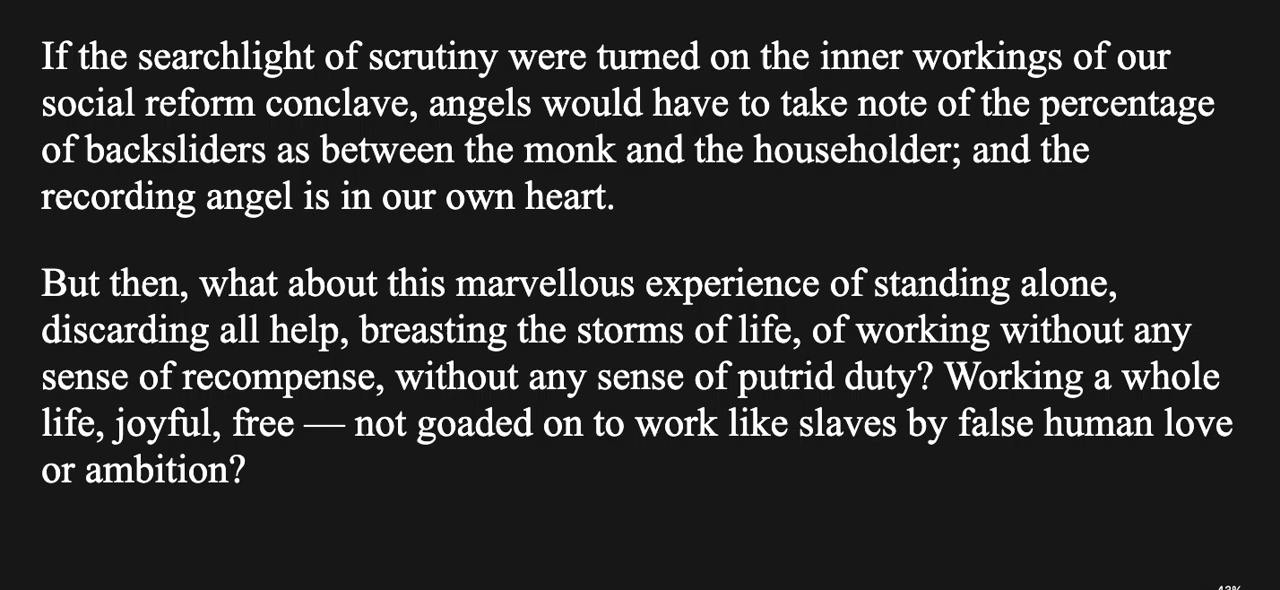 If the searchlight of scrutiny were turned on the inner workings of our
social reform conclave, angels would have to take note of the percentage
of backsliders as between the monk and the householder; and the
recording angel is in our own heart.
But then, what about this marvellous experience of standing alone,
discarding all help, breasting the storms of life, of working without any
sense of recompense, without any sense of putrid duty? Working a whole
life, joyful, free — not goaded on to work like slaves by false human love
or ambition?